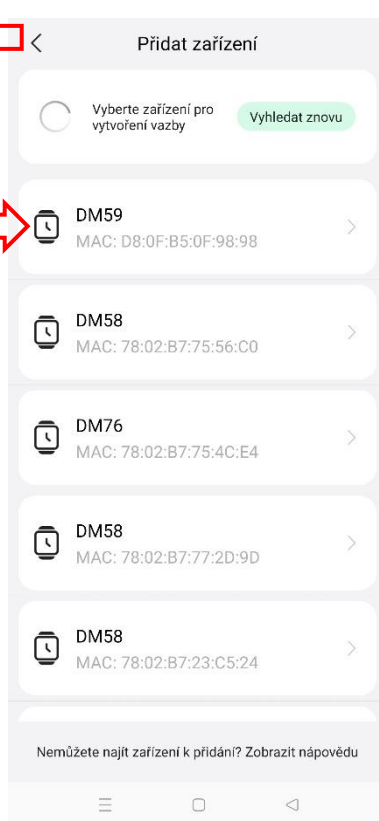 Přidat zařízení
Vyberte zařízení pro
vytvoření vazby
Vyhledat znovu
DM59
MAC: D8:0F:B5:0F:98:98
DM58
MAC: 78:02:B7:75:56:C0
DM76
MAC: 78:02:B7:75:4C:E4
DM58
MAC: 78:02:B7:77:2D:9D
DM58
MAC: 78:02:B7:23:C5:24
Nemůžete najít zařízení k přidání? Zobrazit nápovědu